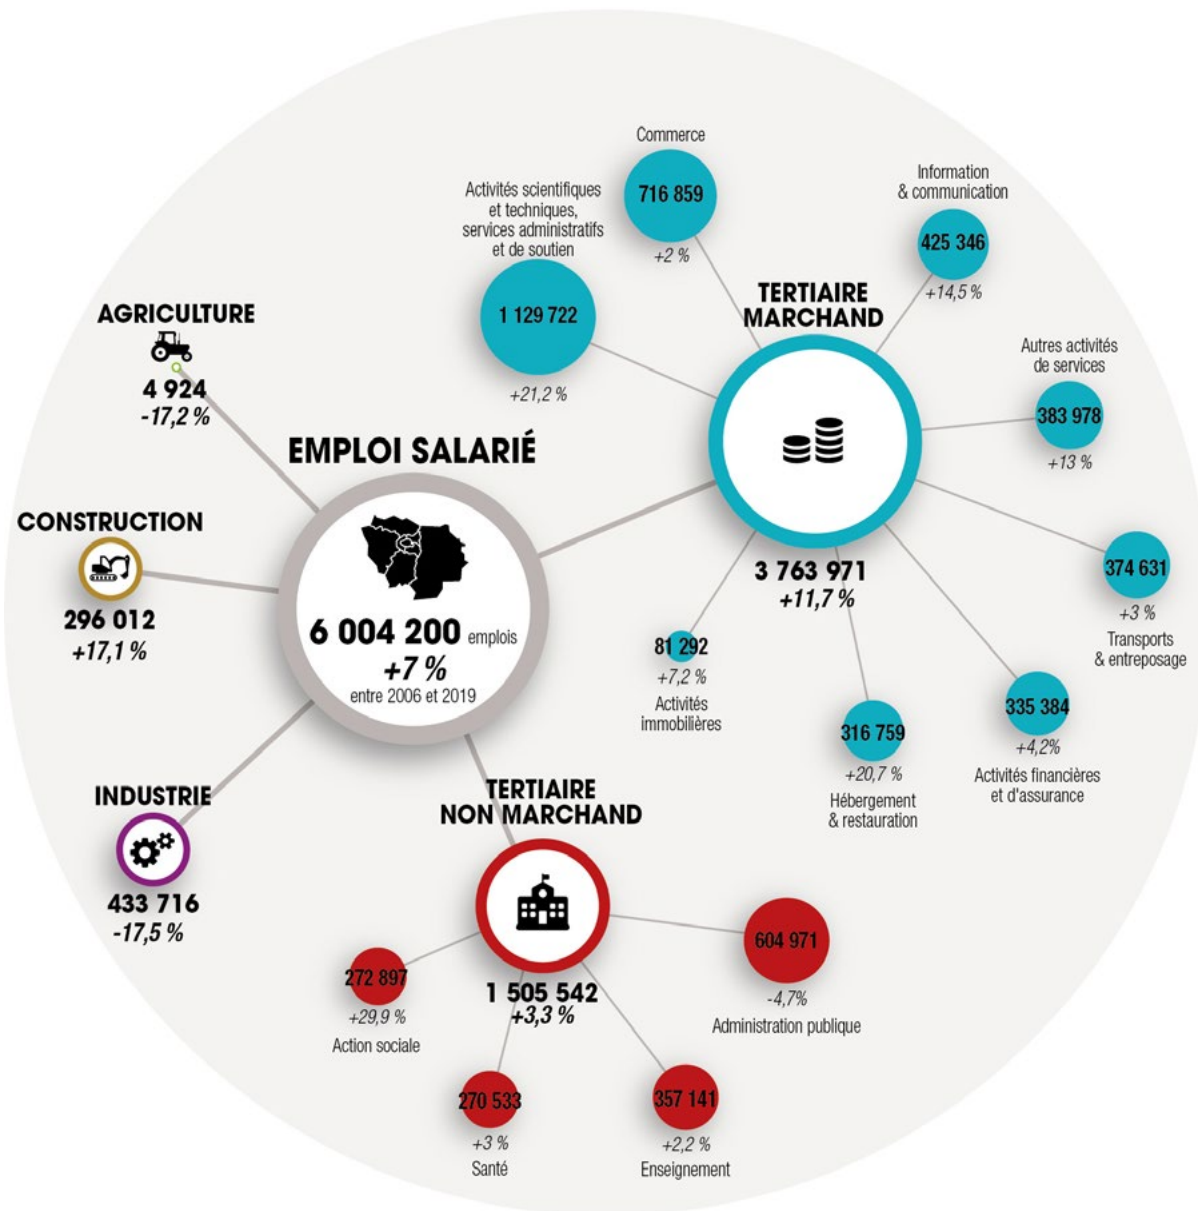 Commerce
716 859
+2 %
Information
& communication
425 346
+14,5 %
Activités scientifiques
et techniques,
services administratifs
et de soutien
1 129 722
+21,2 %
TERTIAIRE
MARCHAND
3 763 971
+11,7 %
Autres activités
de services
383 978
+13 %
374 631
+3 %
Transports
& entreposage
335 384
+4,2%
Activités financières
et d'assurance
316 759
+20,7 %
Hébergement
& restauration
81 292
+7,2 %
Activités
immobilières
AGRICULTURE
4 924
-17,2 %
EMPLOI SALARIÉ
6 004 200 emplois
+7 %
entre 2006 et 2019
CONSTRUCTION
296 012
+17,1 %
INDUSTRIE
433 716
-17,5 %
TERTIAIRE
NON MARCHAND
1 505 542
+3,3 %
604 971
-4,7%
Administration publique
272 897
+29,9 %
Action sociale
270 533
+3 %
Santé
357 141
+2,2 %
Enseignement